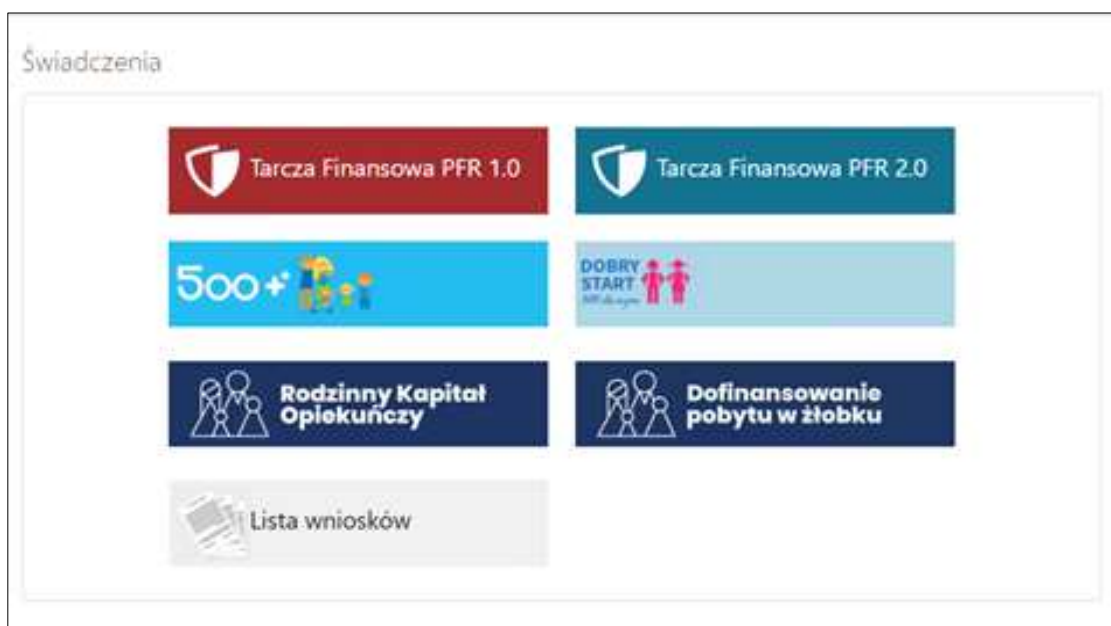 Świadczenia
Tarcza Finansowa PFR 1.0
Tarcza Finansowa PFR 2.0
500+
DOBRY
START
Rodzinny Kapitał
Opiekuńczy
Dofinansowanie
pobytu w żłobku
Lista wniosków